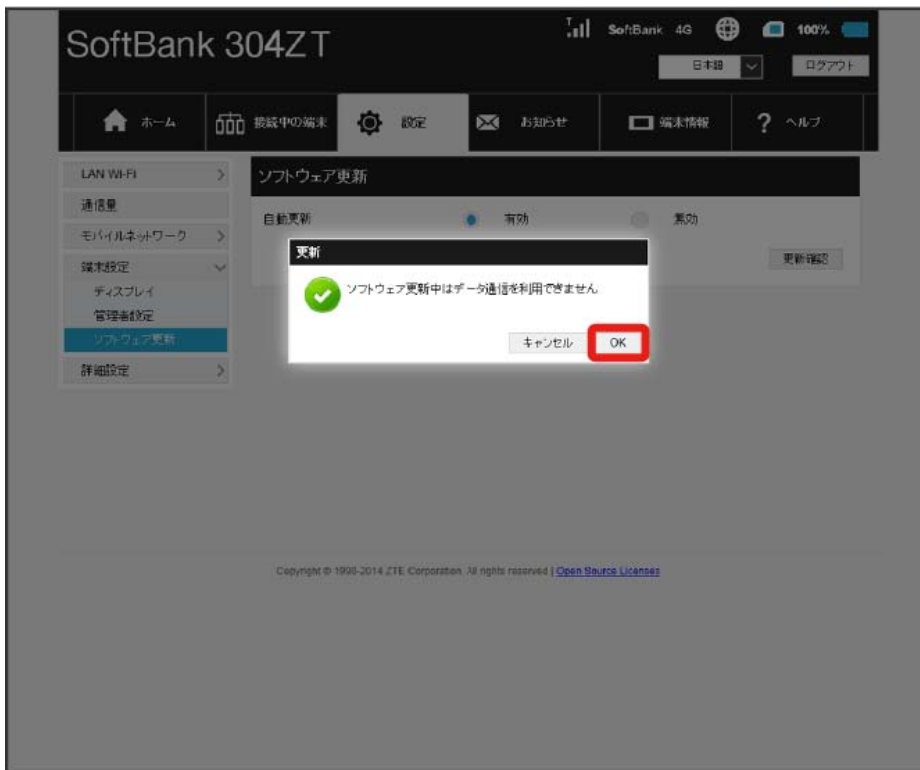 SoftBank 304ZT
SoftBank 4G 100%
日本語 ログアウト
ホーム 接続中の端末 設定 お知らせ 端末情報 ? ヘルプ
LAN Wi-Fi
通信量
モバイルネットワーク
端末設定
ディスプレイ
管理者設定
ソフトウェア更新
詳細設定
ソフトウェア更新
自動更新 有効 無効
更新確認
更新
ソフトウェア更新中はデータ通信を利用できません
キャンセル OK
Copyright © 1998-2014 ZTE Corporation. All rights reserved | Open Source Licenses